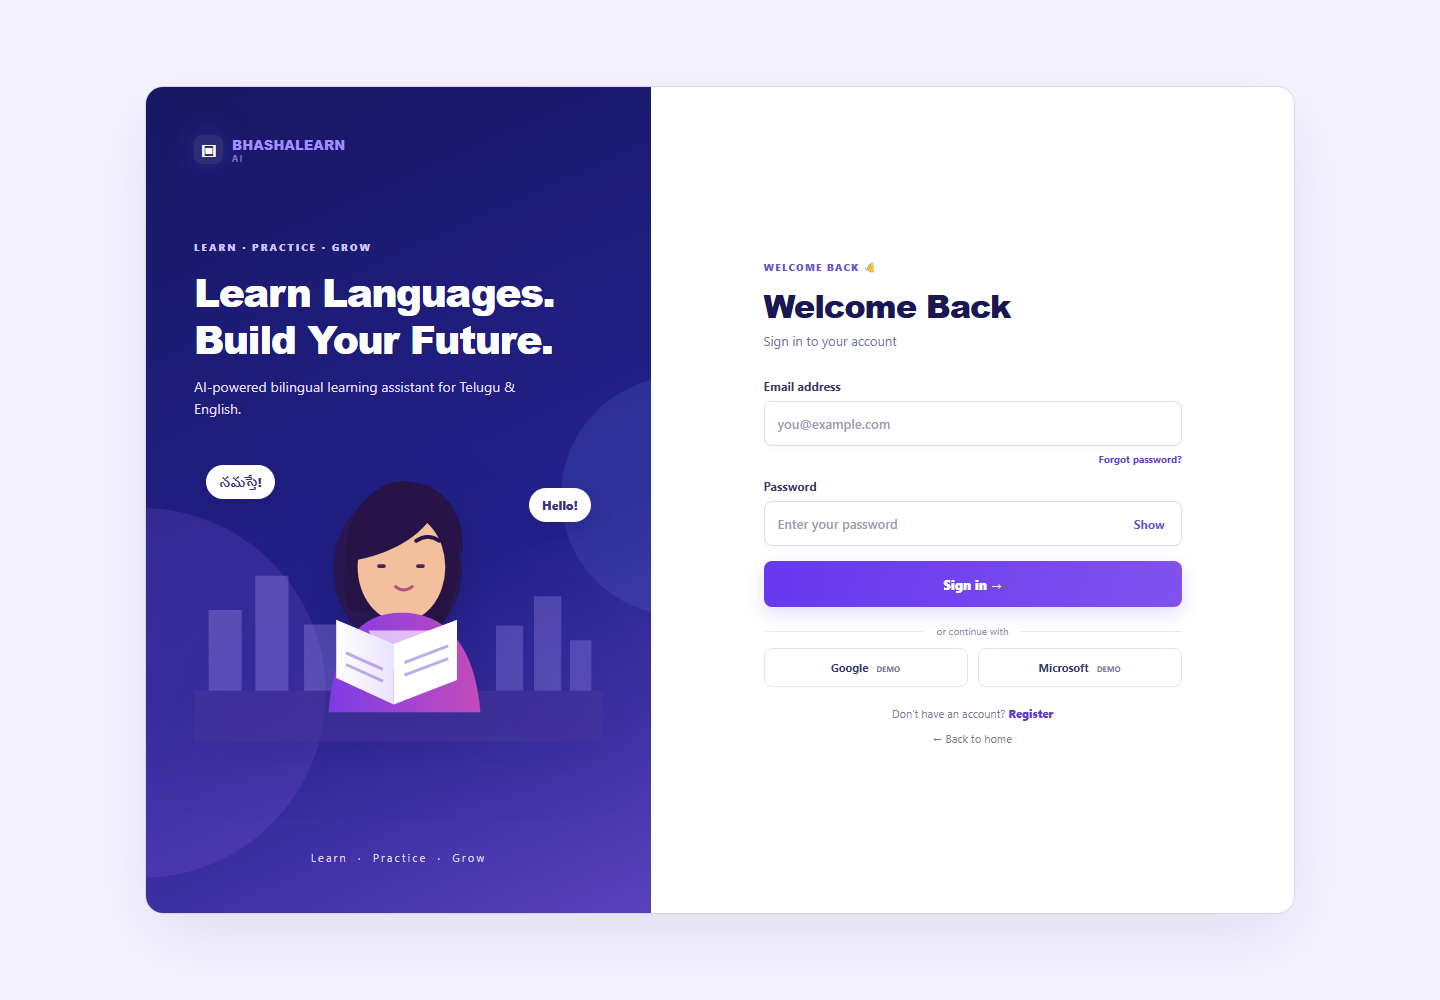 BHASHALEARN
AI
LEARN • PRACTICE • GROW
Learn Languages.
Build Your Future.
AI-powered bilingual learning assistant for Telugu &
English.
నమస్తే!
Hello!
Learn · Practice · Grow
WELCOME BACK 👋
Welcome Back
Sign in to your account
Email address
you@example.com
Forgot password?
Password
Enter your password Show
Sign in →
or continue with
Google DEMO Microsoft DEMO
Don't have an account? Register
← Back to home